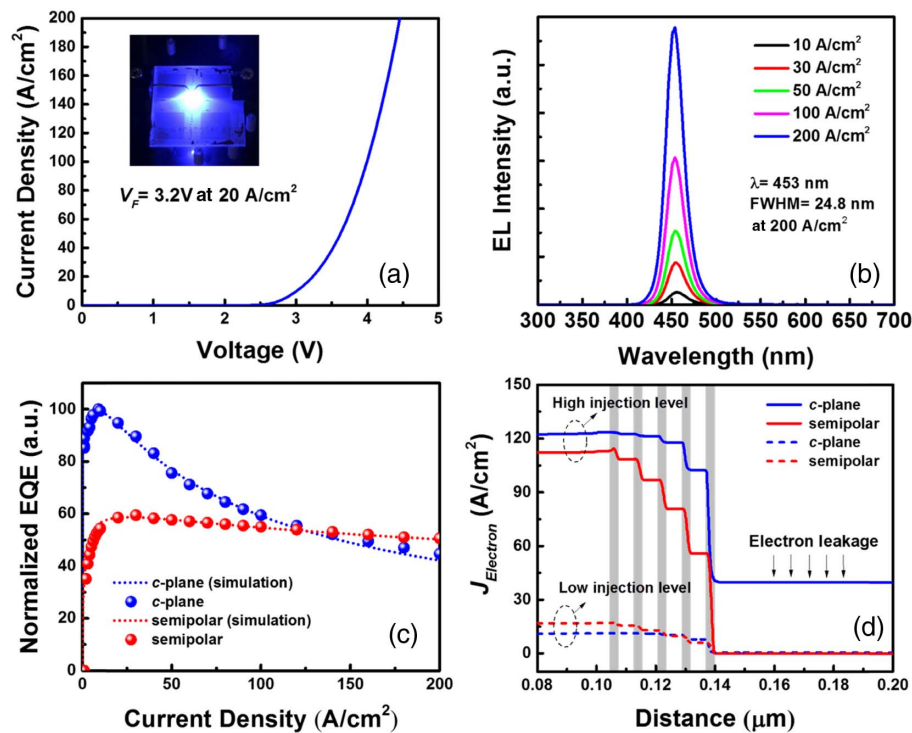 200
180
160
140
120
100
80
60
40
20
0
Current Density (A/cm²)
V_F= 3.2V at 20 A/cm²
(a)
0 1 2 3 4 5
Voltage (V)
EL Intensity (a.u.)
10 A/cm²
30 A/cm²
50 A/cm²
100 A/cm²
200 A/cm²
λ= 453 nm
FWHM= 24.8 nm
at 200 A/cm²
(b)
300 350 400 450 500 550 600 650 700
Wavelength (nm)
100
80
60
40
20
0
Normalized EQE (a.u.)
c-plane (simulation)
c-plane
semipolar (simulation)
semipolar
(c)
0 40 80 120 160 200
Current Density (A/cm²)
150
120
90
60
30
0
J_Electron (A/cm²)
High injection level
c-plane
semipolar
c-plane
semipolar
Electron leakage
Low injection level
(d)
0.08 0.10 0.12 0.14 0.16 0.18 0.20
Distance (μm)